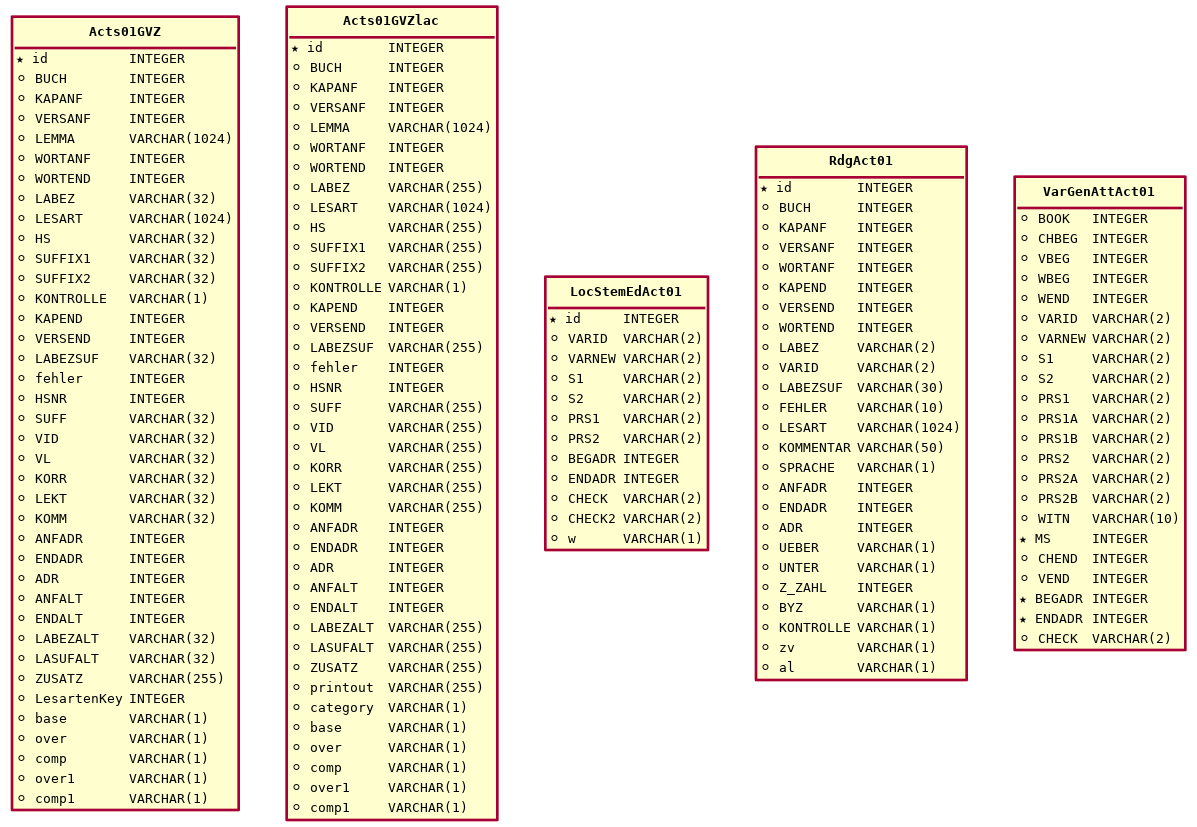 Acts01GVZ
★ id INTEGER
○ BUCH INTEGER
○ KAPANF INTEGER
○ VERSANF INTEGER
○ LEMMA VARCHAR(1024)
○ WORTANF INTEGER
○ WORTEND INTEGER
○ LABEZ VARCHAR(32)
○ LESART VARCHAR(1024)
○ HS VARCHAR(32)
○ SUFFIX1 VARCHAR(32)
○ SUFFIX2 VARCHAR(32)
○ KONTROLLE VARCHAR(1)
○ KAPEND INTEGER
○ VERSEND INTEGER
○ LABEZSUF VARCHAR(32)
○ fehler INTEGER
○ HSNR INTEGER
○ SUFF VARCHAR(32)
○ VID VARCHAR(32)
○ VL VARCHAR(32)
○ KORR VARCHAR(32)
○ LEKT VARCHAR(32)
○ KOMM VARCHAR(32)
○ ANFADR INTEGER
○ ENDADR INTEGER
○ ADR INTEGER
○ ANFALT INTEGER
○ ENDALT INTEGER
○ LABEZALT VARCHAR(32)
○ LASUFALT VARCHAR(32)
○ ZUSATZ VARCHAR(255)
○ LesartenKey INTEGER
○ base VARCHAR(1)
○ over VARCHAR(1)
○ comp VARCHAR(1)
○ over1 VARCHAR(1)
○ comp1 VARCHAR(1)
Acts01GVZlac
★ id INTEGER
○ BUCH INTEGER
○ KAPANF INTEGER
○ VERSANF INTEGER
○ LEMMA VARCHAR(1024)
○ WORTANF INTEGER
○ WORTEND INTEGER
○ LABEZ VARCHAR(255)
○ LESART VARCHAR(1024)
○ HS VARCHAR(255)
○ SUFFIX1 VARCHAR(255)
○ SUFFIX2 VARCHAR(255)
○ KONTROLLE VARCHAR(1)
○ KAPEND INTEGER
○ VERSEND INTEGER
○ LABEZSUF VARCHAR(255)
○ fehler INTEGER
○ HSNR INTEGER
○ SUFF VARCHAR(255)
○ VID VARCHAR(255)
○ VL VARCHAR(255)
○ KORR VARCHAR(255)
○ LEKT VARCHAR(255)
○ KOMM VARCHAR(255)
○ ANFADR INTEGER
○ ENDADR INTEGER
○ ADR INTEGER
○ ANFALT INTEGER
○ ENDALT INTEGER
○ LABEZALT VARCHAR(255)
○ LASUFALT VARCHAR(255)
○ ZUSATZ VARCHAR(255)
○ printout VARCHAR(255)
○ category VARCHAR(1)
○ base VARCHAR(1)
○ over VARCHAR(1)
○ comp VARCHAR(1)
○ over1 VARCHAR(1)
○ comp1 VARCHAR(1)
LocStemEdAct01
★ id INTEGER
○ VARID VARCHAR(2)
○ VARNEW VARCHAR(2)
○ S1 VARCHAR(2)
○ S2 VARCHAR(2)
○ PRS1 VARCHAR(2)
○ PRS2 VARCHAR(2)
○ BEGADR INTEGER
○ ENDADR INTEGER
○ CHECK VARCHAR(2)
○ CHECK2 VARCHAR(2)
○ w VARCHAR(1)
RdgAct01
★ id INTEGER
○ BUCH INTEGER
○ KAPANF INTEGER
○ VERSANF INTEGER
○ WORTANF INTEGER
○ KAPEND INTEGER
○ VERSEND INTEGER
○ WORTEND INTEGER
○ LABEZ VARCHAR(2)
○ VARID VARCHAR(2)
○ LABEZSUF VARCHAR(30)
○ FEHLER VARCHAR(10)
○ LESART VARCHAR(1024)
○ KOMMENTAR VARCHAR(50)
○ SPRACHE VARCHAR(1)
○ ANFADR INTEGER
○ ENDADR INTEGER
○ ADR INTEGER
○ UEBER VARCHAR(1)
○ UNTER VARCHAR(1)
○ Z_ZAHL INTEGER
○ BYZ VARCHAR(1)
○ KONTROLLE VARCHAR(1)
○ zv VARCHAR(1)
○ al VARCHAR(1)
VarGenAttAct01
○ BOOK INTEGER
○ CHBEG INTEGER
○ VBEG INTEGER
○ WBEG INTEGER
○ WEND INTEGER
○ VARID VARCHAR(2)
○ VARNEW VARCHAR(2)
○ S1 VARCHAR(2)
○ S2 VARCHAR(2)
○ PRS1 VARCHAR(2)
○ PRS1A VARCHAR(2)
○ PRS1B VARCHAR(2)
○ PRS2 VARCHAR(2)
○ PRS2A VARCHAR(2)
○ PRS2B VARCHAR(2)
○ WITN VARCHAR(10)
★ MS INTEGER
○ CHEND INTEGER
○ VEND INTEGER
★ BEGADR INTEGER
★ ENDADR INTEGER
○ CHECK VARCHAR(2)